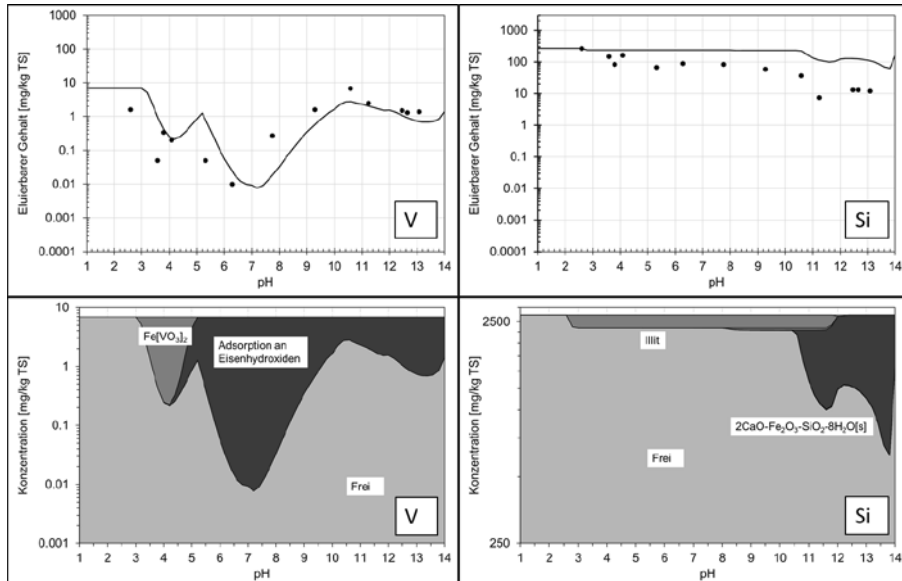 1000
100
10
1
0.1
0.01
0.001
0.0001
Eluierbarer Gehalt [mg/kg TS]
V
1 2 3 4 5 6 7 8 9 10 11 12 13 14
pH
1000
100
10
1
0.1
0.01
0.001
0.0001
Eluierbarer Gehalt [mg/kg TS]
Si
1 2 3 4 5 6 7 8 9 10 11 12 13 14
pH
10
1
0.1
0.01
0.001
Konzentration [mg/kg TS]
Fe[VO₃]₂
Adsorption an
Eisenhydroxiden
Frei
V
1 2 3 4 5 6 7 8 9 10 11 12 13 14
pH
2500
250
Konzentration [mg/kg TS]
Illit
2CaO-Fe₂O₃-SiO₂-8H₂O[s]
Frei
Si
1 2 3 4 5 6 7 8 9 10 11 12 13 14
pH